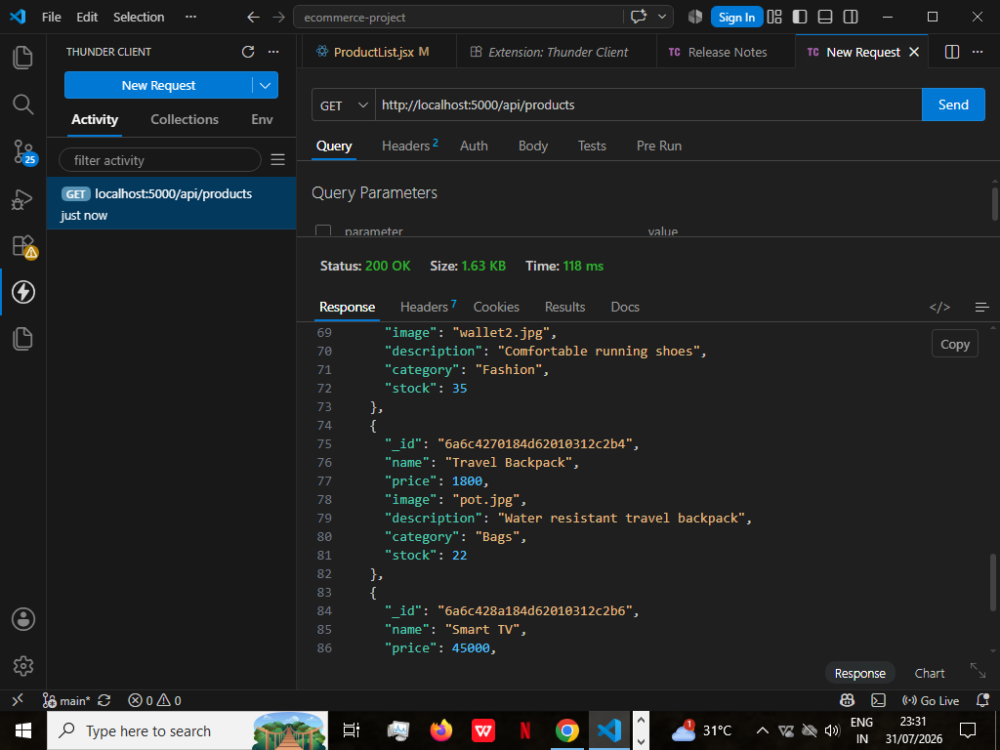 File Edit Selection ··· ecommerce-project Sign In
THUNDER CLIENT ···
New Request
Activity Collections Env
filter activity
GET localhost:5000/api/products
just now
25
ProductList.jsx M Extension: Thunder Client TC Release Notes TC New Request ···
GET http://localhost:5000/api/products Send
Query Headers 2 Auth Body Tests Pre Run
Query Parameters
parameter value
Status: 200 OK Size: 1.63 KB Time: 118 ms
Response Headers 7 Cookies Results Docs </>
Copy
69 "image": "wallet2.jpg",
70 "description": "Comfortable running shoes",
71 "category": "Fashion",
72 "stock": 35
73 },
74 {
75 "_id": "6a6c4270184d62010312c2b4",
76 "name": "Travel Backpack",
77 "price": 1800,
78 "image": "pot.jpg",
79 "description": "Water resistant travel backpack",
80 "category": "Bags",
81 "stock": 22
82 },
83 {
84 "_id": "6a6c428a184d62010312c2b6",
85 "name": "Smart TV",
86 "price": 45000,
Response Chart
main* 0 0 Go Live
Type here to search W N 1 31°C ENG 23:31
IN 31/07/2026